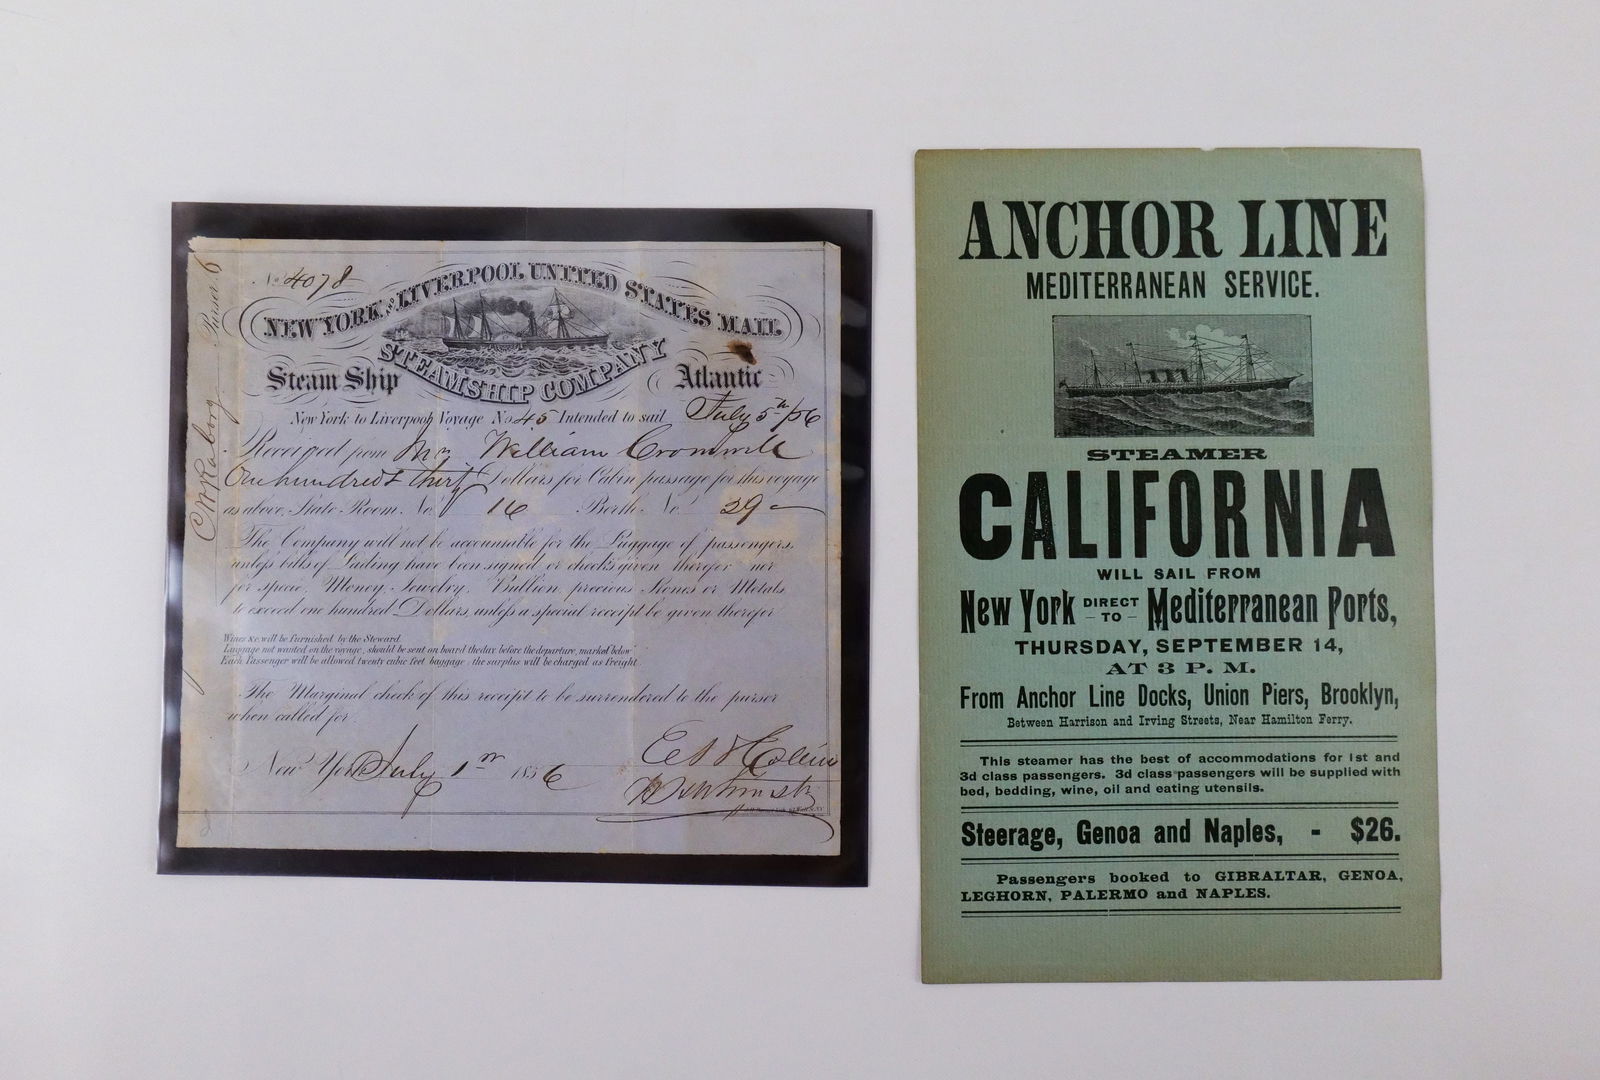 No. 4078
NEW YORK & LIVERPOOL UNITED STATES MAIL
STEAMSHIP COMPANY
Steam Ship Atlantic
New York to Liverpool Voyage No. 45 Intended to sail July 5th /56
Received from Mr William Cromwell
One hundred & thirty Dollars for Cabin passage for this voyage
as above, State Room No. 16 Berth No. 29
The Company will not be accountable for the Luggage of passengers,
unless bills of Lading have been signed or checks given therefor nor
for specie, Money, Jewelry, Bullion, precious Stones or Metals
to exceed one hundred Dollars, unless a special receipt be given therefor
Wines &c. will be furnished by the Steward.
Luggage not wanted on the voyage, should be sent on board the day before the departure, marked below
Each Passenger will be allowed twenty cubic feet baggage, the surplus will be charged as freight
The Marginal check of this receipt to be surrendered to the purser
when called for.
New York July 1st 1856
Purser
ANCHOR LINE
MEDITERRANEAN SERVICE.
STEAMER
CALIFORNIA
WILL SAIL FROM
New York DIRECT TO Mediterranean Ports,
THURSDAY, SEPTEMBER 14,
AT 3 P. M.
From Anchor Line Docks, Union Piers, Brooklyn,
Between Harrison and Irving Streets, Near Hamilton Ferry.
This steamer has the best of accommodations for 1st and
3d class passengers. 3d class passengers will be supplied with
bed, bedding, wine, oil and eating utensils.
Steerage, Genoa and Naples, - $26.
Passengers booked to GIBRALTAR, GENOA,
LEGHORN, PALERMO and NAPLES.